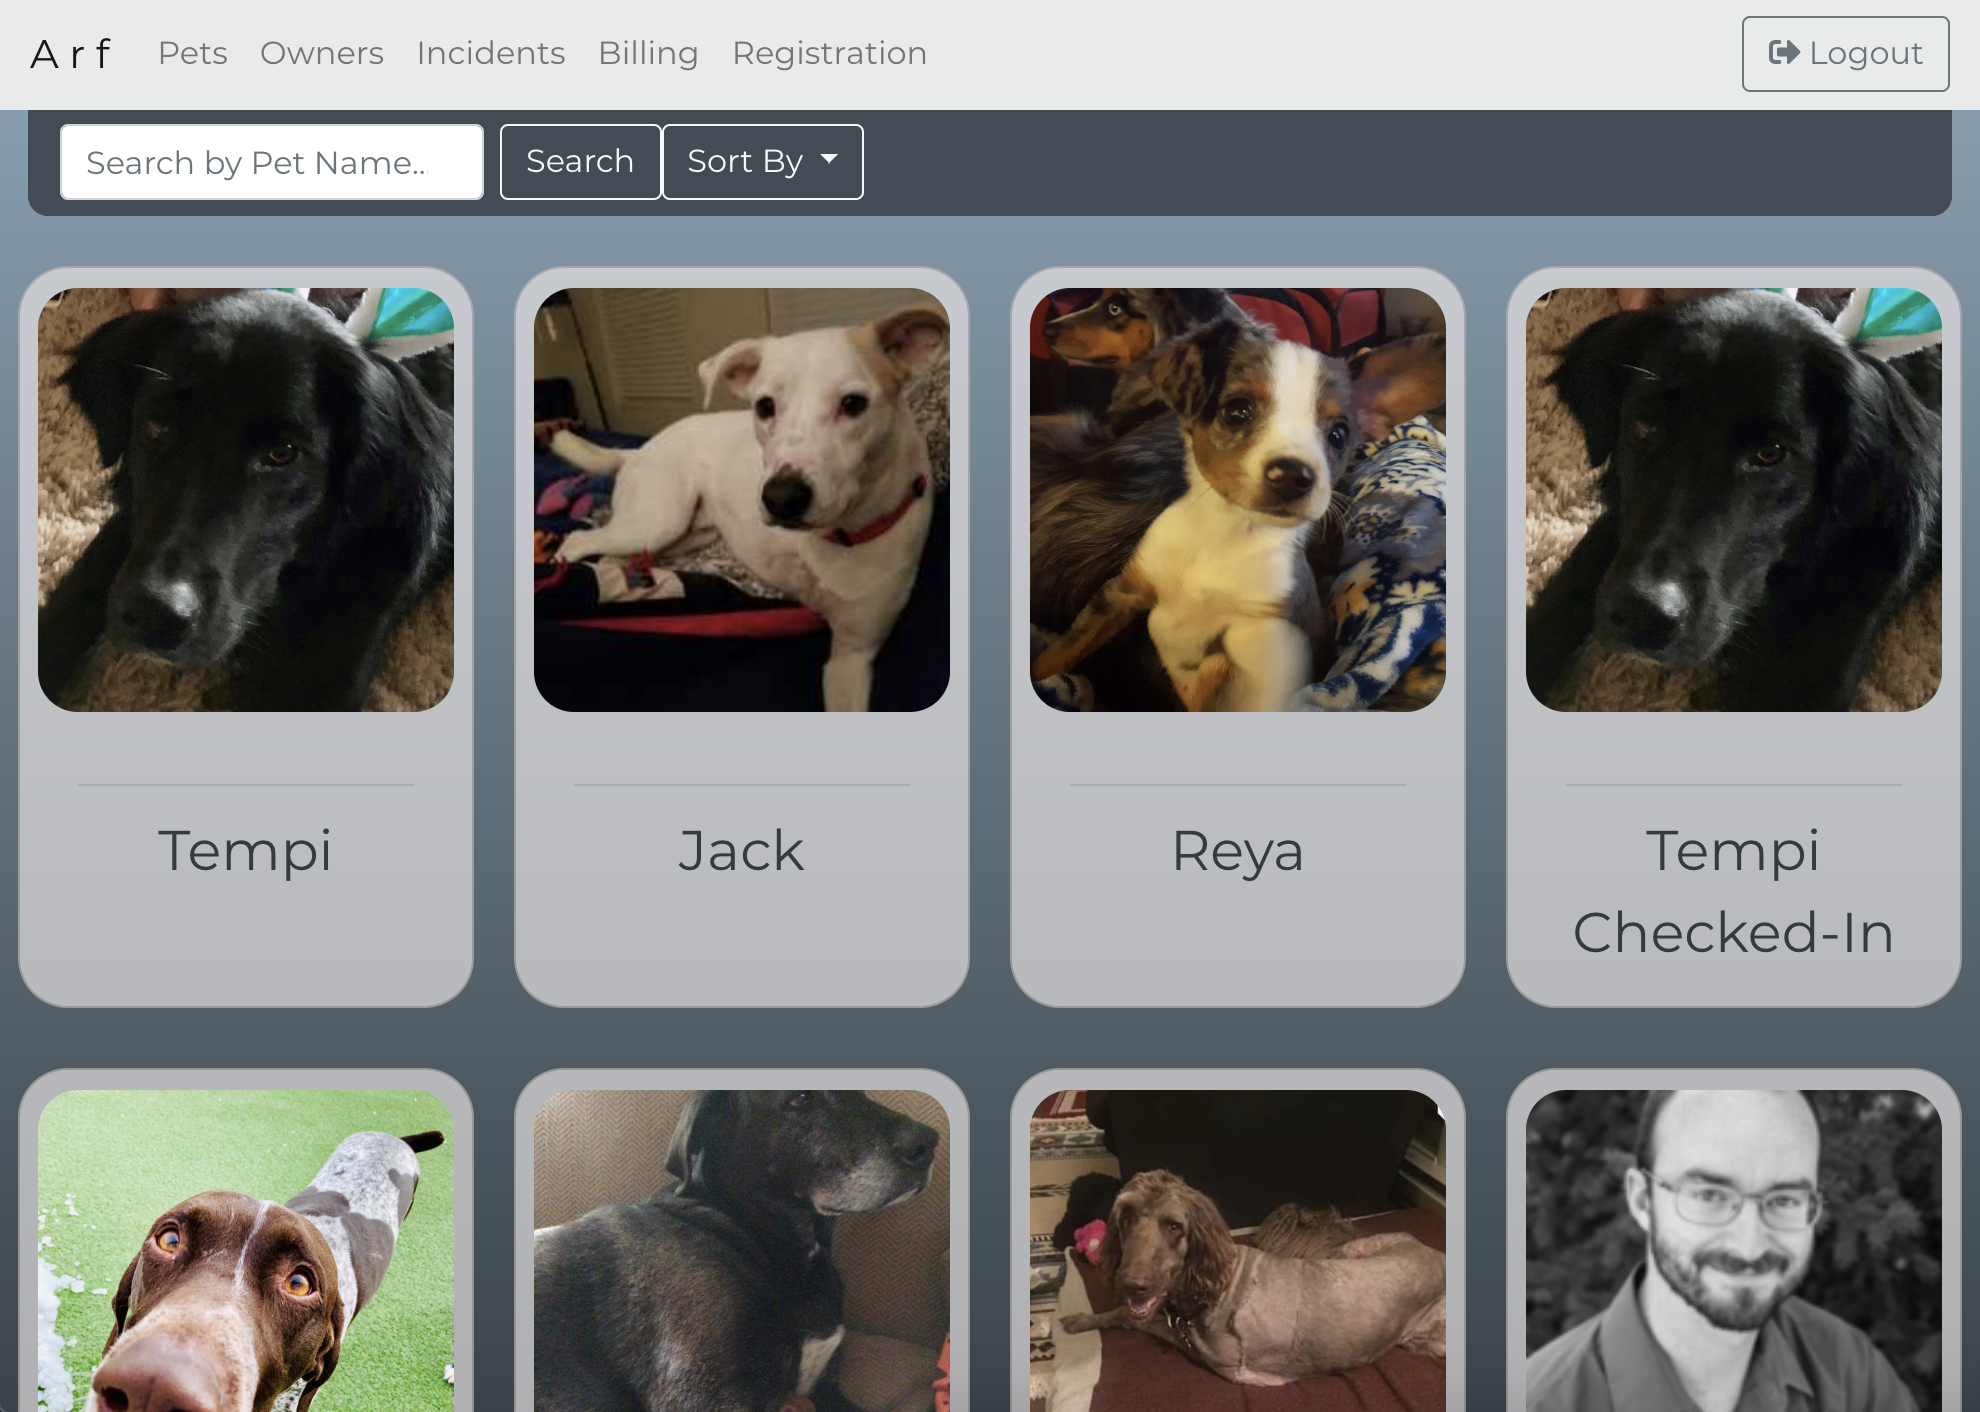 Arf Pets Owners Incidents Billing Registration Logout
Search by Pet Name... Search Sort By
Tempi
Jack
Reya
Tempi
Checked-In